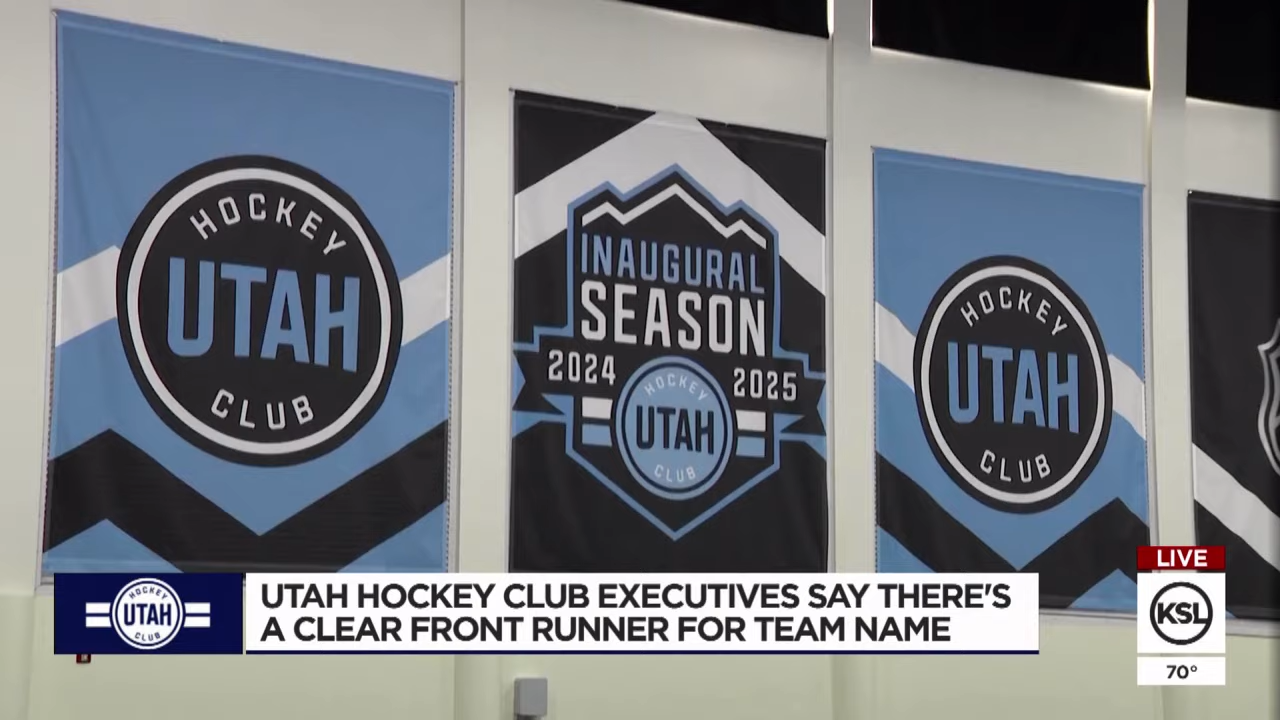 HOCKEY
UTAH
CLUB
INAUGURAL
SEASON
2024 2025
HOCKEY
UTAH
CLUB
HOCKEY
UTAH
CLUB
HOCKEY
UTAH
CLUB
UTAH HOCKEY CLUB EXECUTIVES SAY THERE'S
A CLEAR FRONT RUNNER FOR TEAM NAME
LIVE
KSL
70°